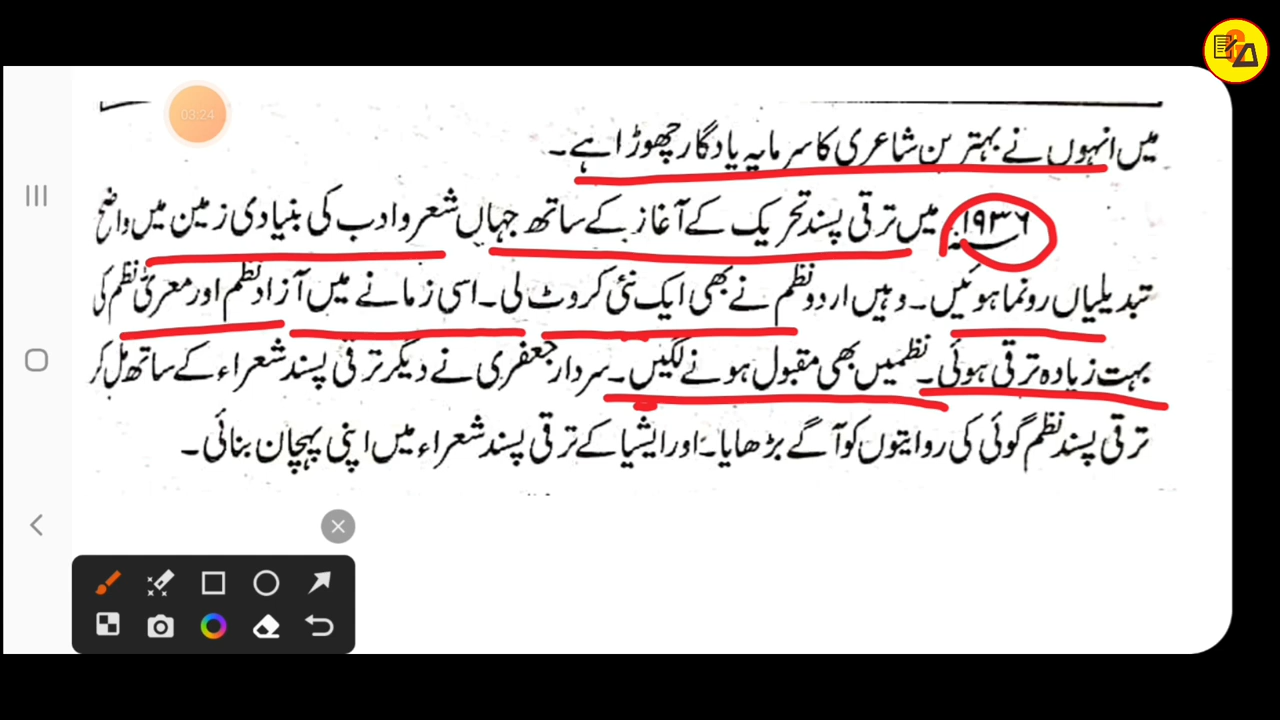 03:24
میں انہوں نے بہترین شاعری کا سرمایہ یادگار چھوڑا ہے۔
۱۹۳۶ء میں ترقی پسند تحریک کے آغاز کے ساتھ جہاں شعر و ادب کی بنیادی زمین میں واضح
تبدیلیاں رونما ہوئیں۔ وہیں اردو نظم نے بھی ایک نئی کروٹ لی۔ اسی زمانے میں آزاد نظم اور معریٰ نظم کی
بہت زیادہ ترقی ہوئی۔ نظمیں بھی مقبول ہونے لگیں۔ سردار جعفری نے دیگر ترقی پسند شعراء کے ساتھ مل کر
ترقی پسند نظم گوئی کی روایتوں کو آگے بڑھایا۔ اور ایشیا کے ترقی پسند شعراء میں اپنی پہچان بنائی۔